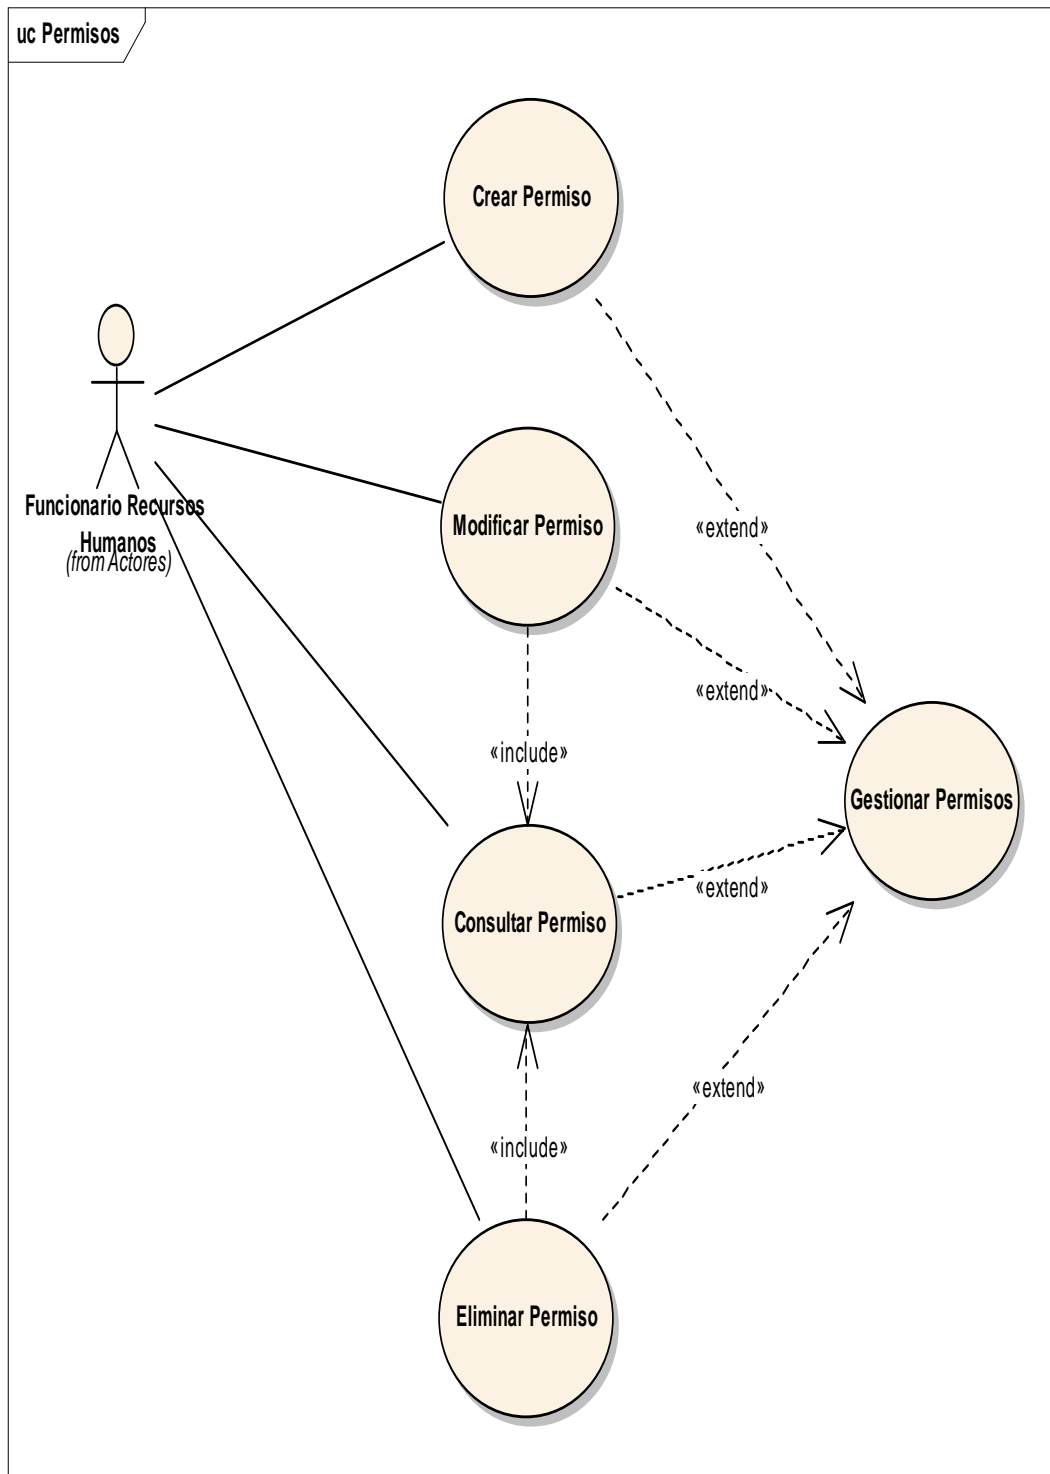 uc Permisos
Crear Permiso
Funcionario Recursos
Humanos
(from Actores)
Modificar Permiso
«extend»
«extend»
«include»
Gestionar Permisos
«extend»
Consultar Permiso
«extend»
«include»
Eliminar Permiso